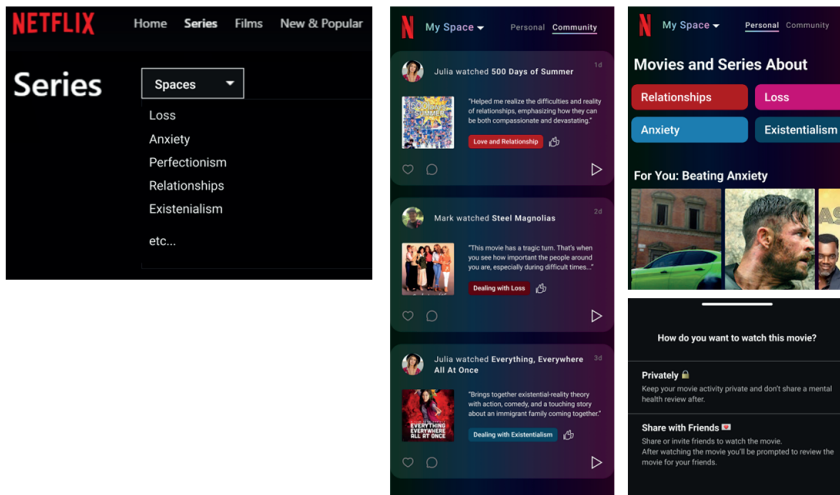 NETFLIX
Home Series Films New & Popular
Series
Spaces
Loss
Anxiety
Perfectionism
Relationships
Existenialism
etc...
N My Space Personal Community
Julia watched 500 Days of Summer 1d
"Helped me realize the difficulties and reality
of relationships, emphasizing how they can
be both compassionate and devastating."
Love and Relationship
Mark watched Steel Magnolias 2d
"This movie has a tragic turn. That's when
you see how important the people around
you are, especially during difficult times..."
Dealing with Loss
Julia watched Everything, Everywhere 3d
All At Once
"Brings together existential-reality theory
with action, comedy, and a touching story
about an immigrant family coming together."
EVERYTHING
EVERYWHERE
ALL AT ONCE
Dealing with Existentialism
N My Space Personal Community
Movies and Series About
Relationships Loss
Anxiety Existentialism
For You: Beating Anxiety
AS
How do you want to watch this movie?
Privately
Keep your movie activity private and don't share a mental
health review after.
Share with Friends
Share or invite friends to watch the movie.
After watching the movie you'll be prompted to review the
movie for your friends.